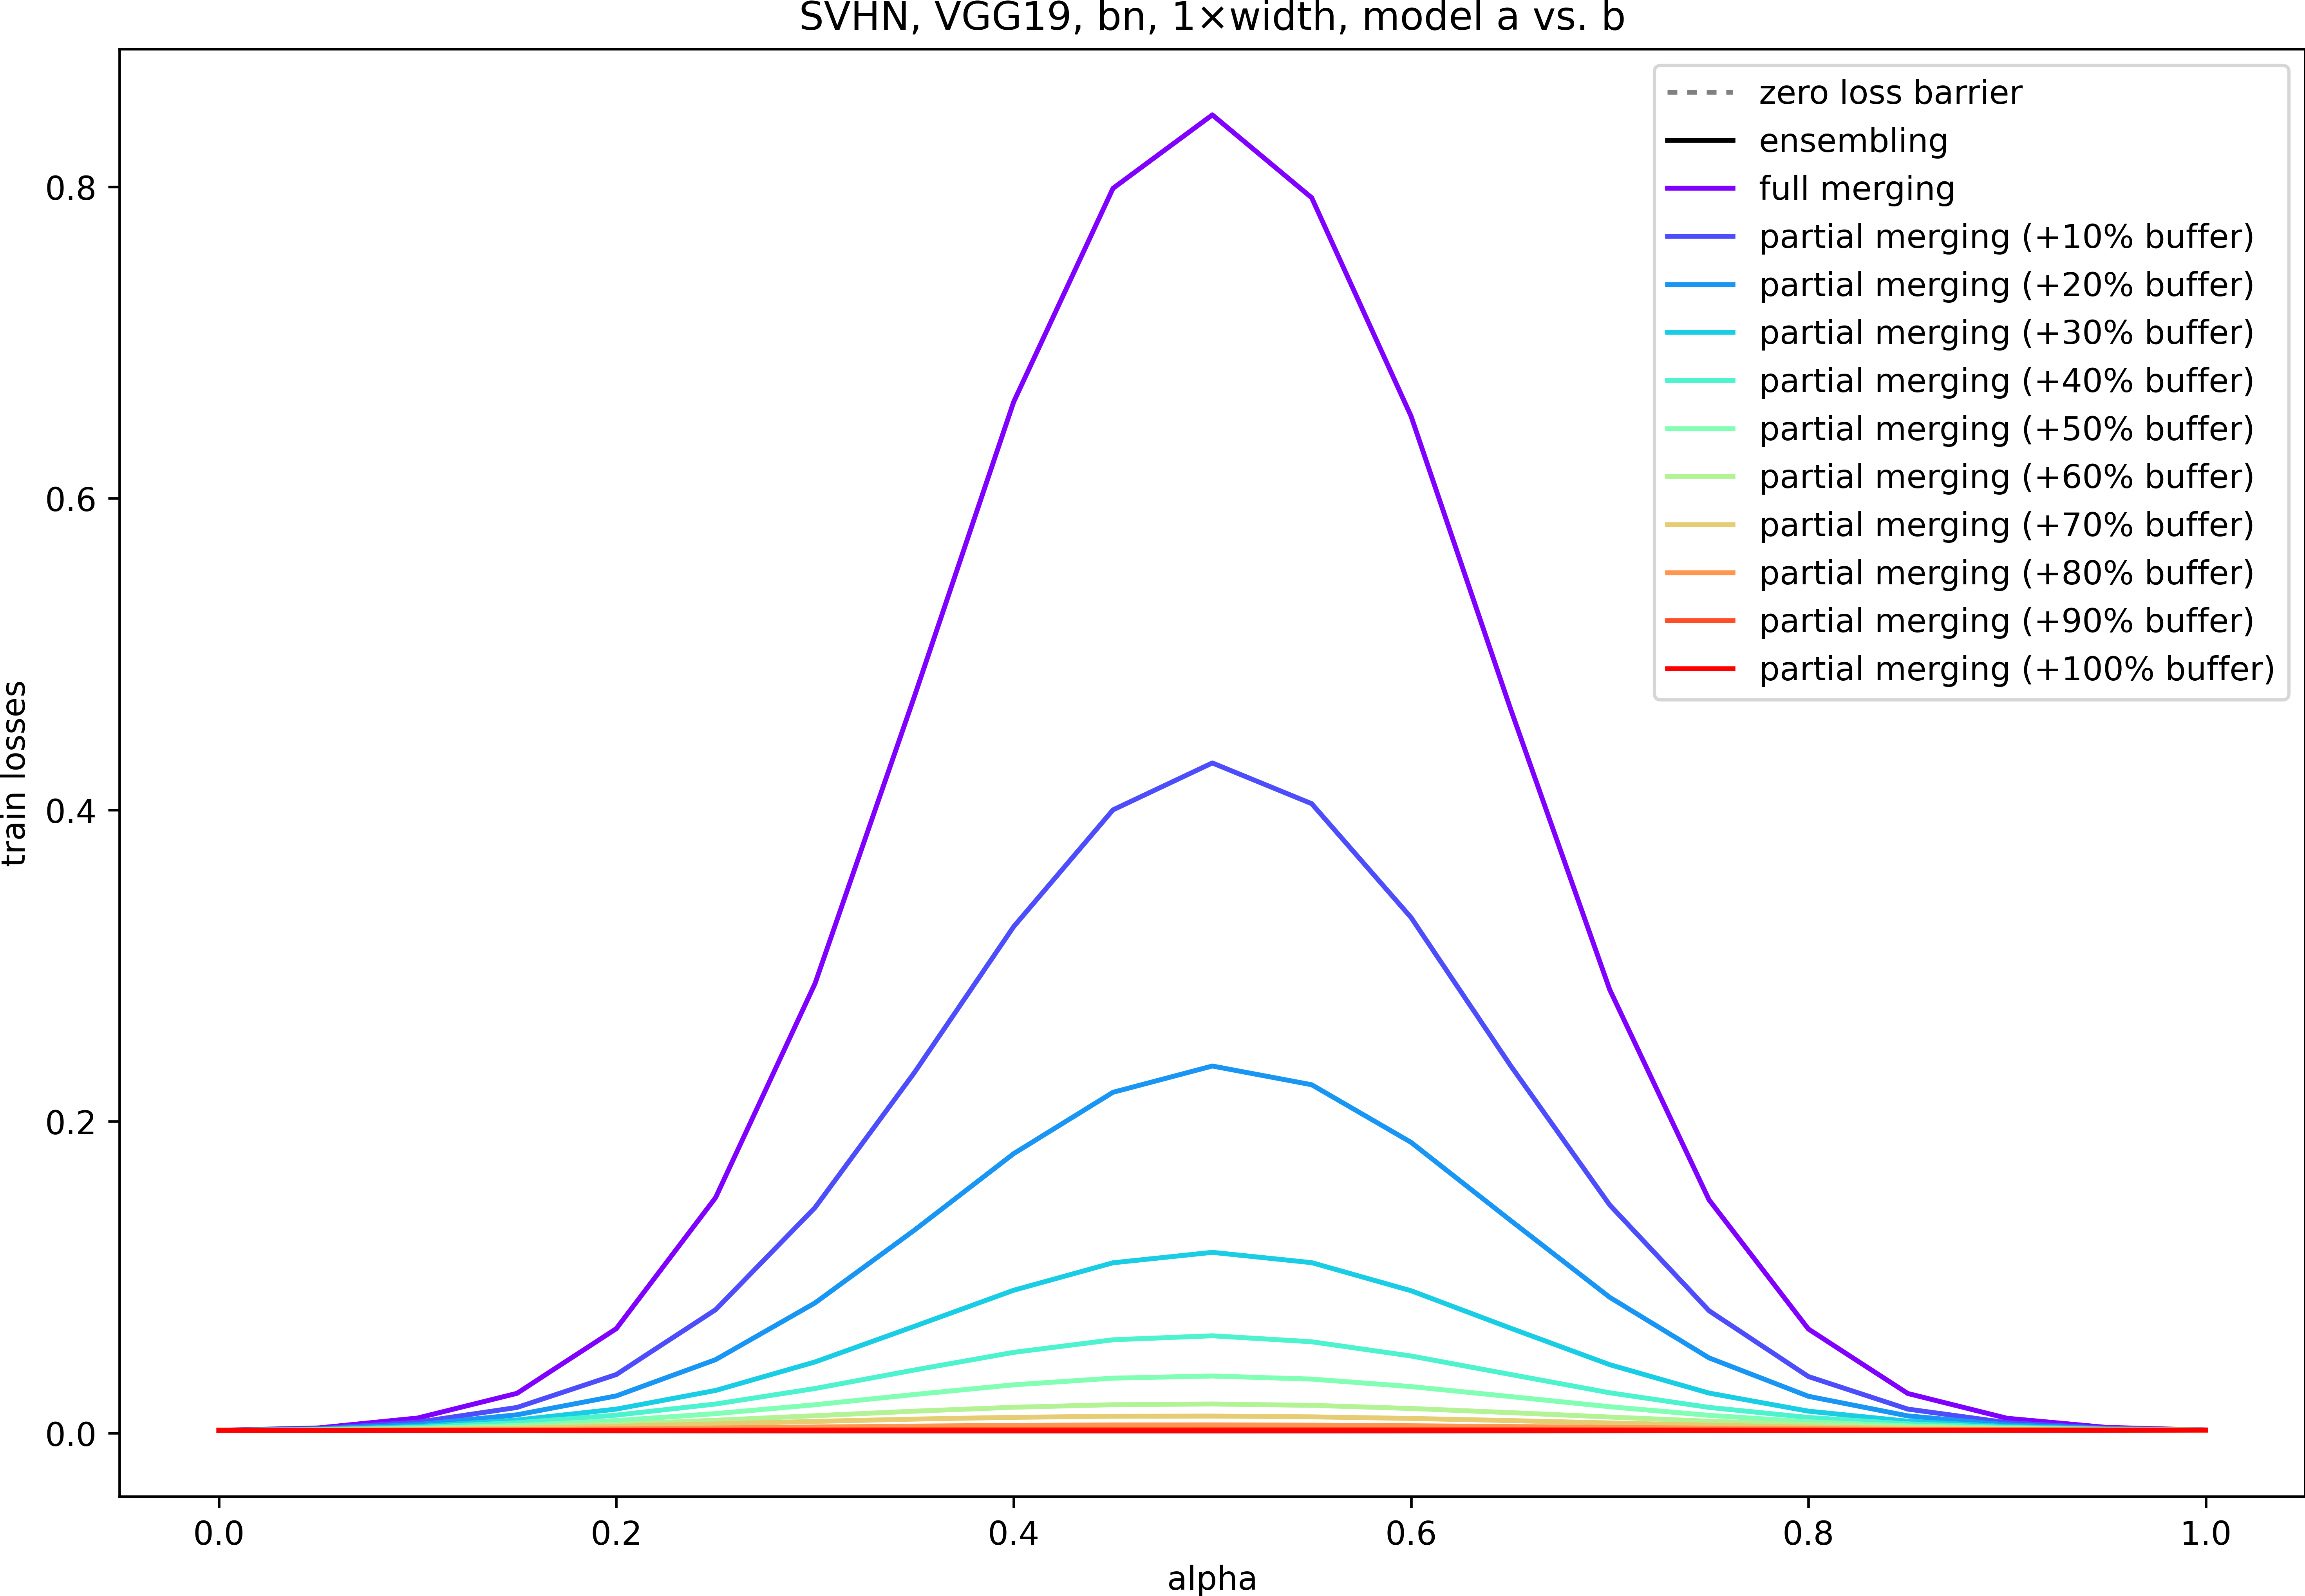 SVHN, VGG19, bn, 1×width, model a vs. b
zero loss barrier
ensembling
full merging
partial merging (+10% buffer)
partial merging (+20% buffer)
partial merging (+30% buffer)
partial merging (+40% buffer)
partial merging (+50% buffer)
partial merging (+60% buffer)
partial merging (+70% buffer)
partial merging (+80% buffer)
partial merging (+90% buffer)
partial merging (+100% buffer)
train losses
0.8
0.6
0.4
0.2
0.0
0.0 0.2 0.4 0.6 0.8 1.0
alpha